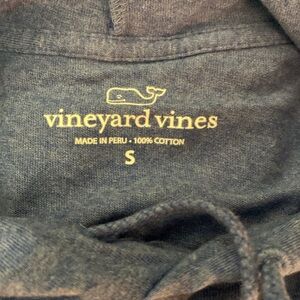 vineyard vines
MADE IN PERU • 100% COTTON
S